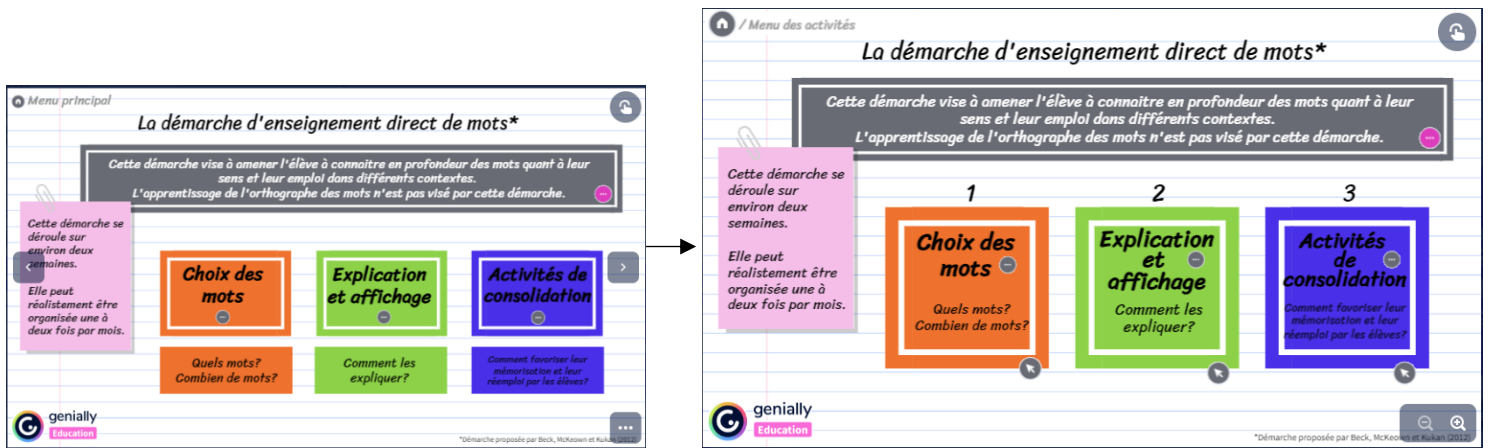 Menu principal
La démarche d'enseignement direct de mots*
Cette démarche vise à amener l'élève à connaitre en profondeur des mots quant à leur
sens et leur emploi dans différents contextes.
L'apprentissage de l'orthographe des mots n'est pas visé par cette démarche.
Cette démarche se
déroule sur
environ deux
semaines.
Elle peut
réalistement être
organisée une à
deux fois par mois.
Choix des
mots
Explication
et affichage
Activités de
consolidation
Quels mots?
Combien de mots?
Comment les
expliquer?
Comment favoriser leur
mémorisation et leur
réemploi par les élèves?
genially
Education
*Démarche proposée par Beck, McKeown et Kukan (2012)
/ Menu des activités
La démarche d'enseignement direct de mots*
Cette démarche vise à amener l'élève à connaitre en profondeur des mots quant à leur
sens et leur emploi dans différents contextes.
L'apprentissage de l'orthographe des mots n'est pas visé par cette démarche.
Cette démarche se
déroule sur
environ deux
semaines.
Elle peut
réalistement être
organisée une à
deux fois par mois.
1
2
3
Choix des
mots
Quels mots?
Combien de mots?
Explication
et
affichage
Comment les
expliquer?
Activités
de
consolidation
Comment favoriser leur
mémorisation et leur
réemploi par les élèves?
genially
Education
*Démarche proposée par Beck, McKeown et Kukan (2012)